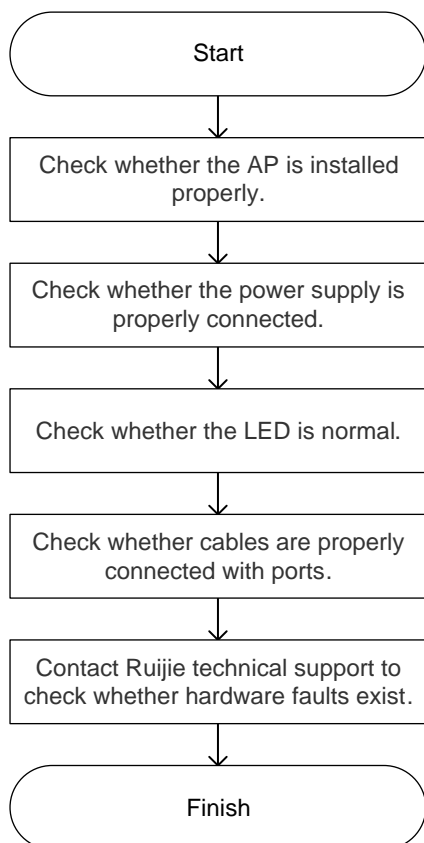 Start
Check whether the AP is installed
properly.
Check whether the power supply is
properly connected.
Check whether the LED is normal.
Check whether cables are properly
connected with ports.
Contact Ruijie technical support to
check whether hardware faults exist.
Finish